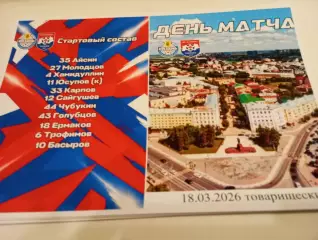 Стартовый состав
35 Айсин
27 Молодцов
4 Хамидуллин
11 Юсупов (к)
33 Карпов
12 Сайгушев
44 Чубукин
43 Голубцов
18 Ермаков
6 Трофимов
10 Басыров
ДЕНЬ МАТЧА
18.03.2026 товарищески